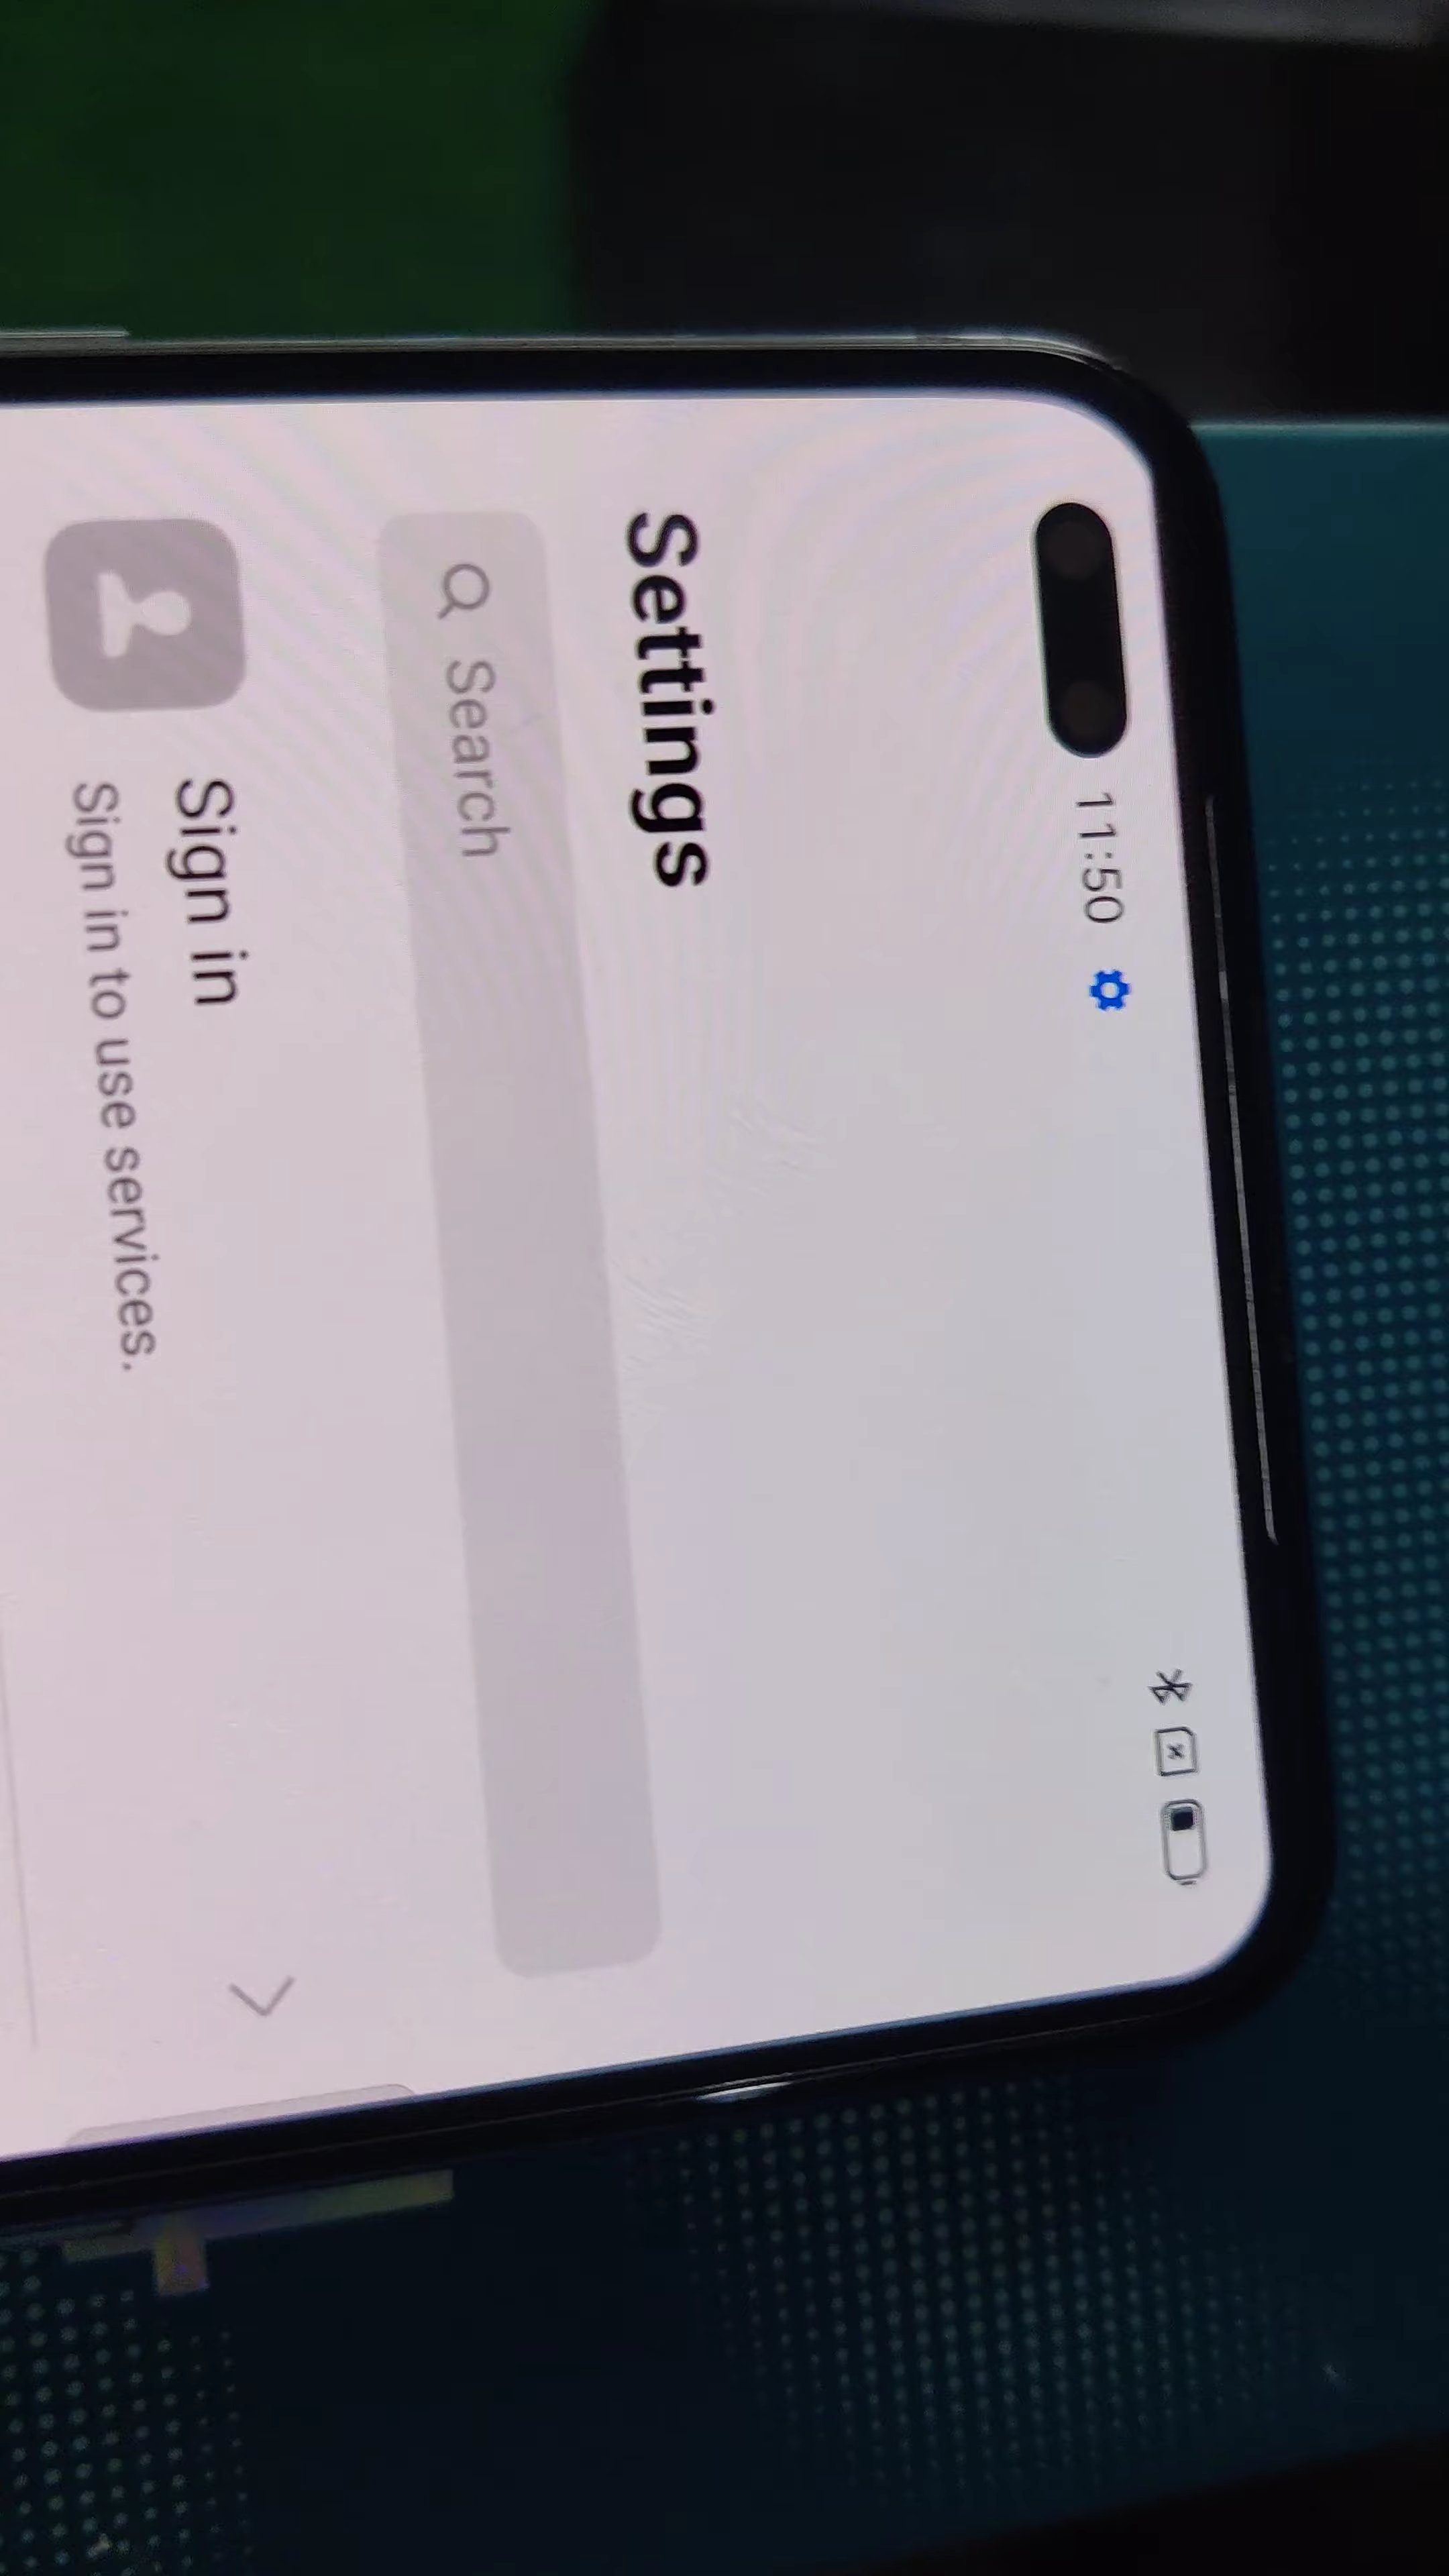 11:50
Settings
Search
Sign in
Sign in to use services.